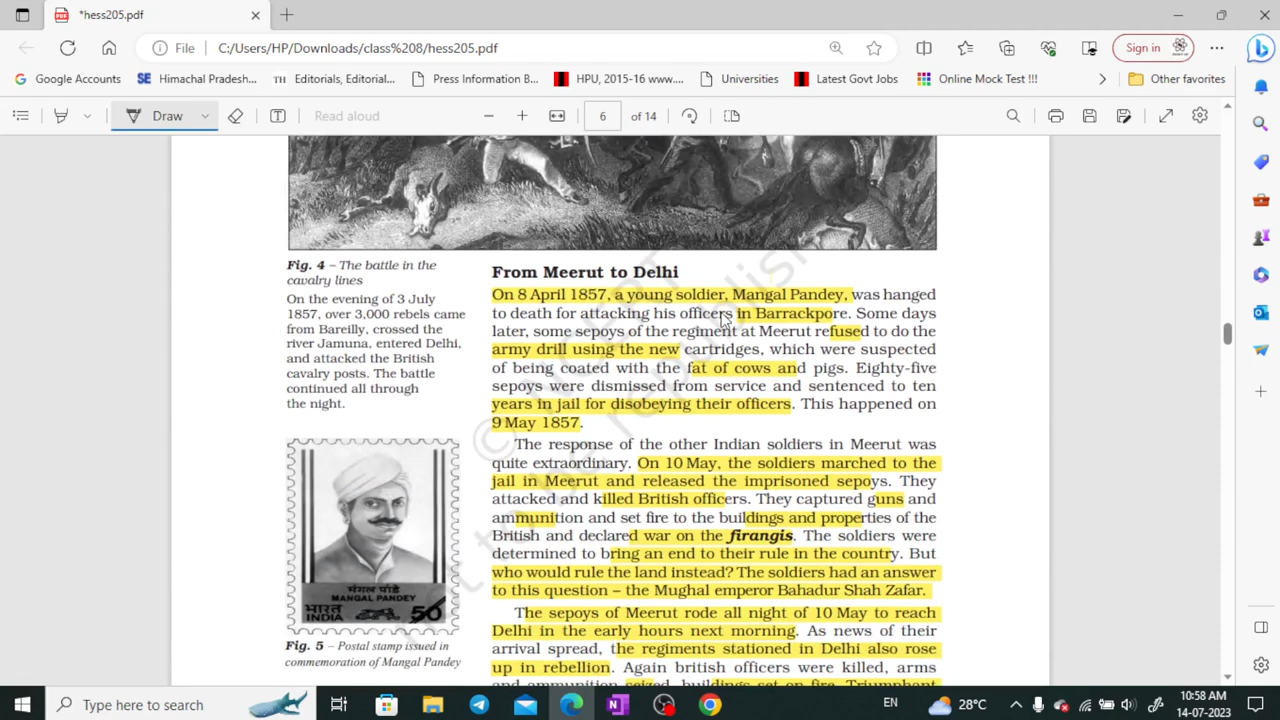 *hess205.pdf
File C:/Users/HP/Downloads/class%208/hess205.pdf
Sign in
Google Accounts SE Himachal Pradesh... TH Editorials, Editorial... Press Information B... HPU, 2015-16 www.... Universities Latest Govt Jobs Online Mock Test !!! Other favorites
Draw Read aloud 6 of 14
Fig. 4 – The battle in the
cavalry lines
On the evening of 3 July
1857, over 3,000 rebels came
from Bareilly, crossed the
river Jamuna, entered Delhi,
and attacked the British
cavalry posts. The battle
continued all through
the night.
मंगल पांडे
MANGAL PANDEY
भारत
INDIA
50
Fig. 5 – Postal stamp issued in
commemoration of Mangal Pandey
From Meerut to Delhi
On 8 April 1857, a young soldier, Mangal Pandey, was hanged
to death for attacking his officers in Barrackpore. Some days
later, some sepoys of the regiment at Meerut refused to do the
army drill using the new cartridges, which were suspected
of being coated with the fat of cows and pigs. Eighty-five
sepoys were dismissed from service and sentenced to ten
years in jail for disobeying their officers. This happened on
9 May 1857.
The response of the other Indian soldiers in Meerut was
quite extraordinary. On 10 May, the soldiers marched to the
jail in Meerut and released the imprisoned sepoys. They
attacked and killed British officers. They captured guns and
ammunition and set fire to the buildings and properties of the
British and declared war on the firangis. The soldiers were
determined to bring an end to their rule in the country. But
who would rule the land instead? The soldiers had an answer
to this question – the Mughal emperor Bahadur Shah Zafar.
The sepoys of Meerut rode all night of 10 May to reach
Delhi in the early hours next morning. As news of their
arrival spread, the regiments stationed in Delhi also rose
up in rebellion. Again british officers were killed, arms
and ammunition seized, buildings set on fire. Triumphant
Type here to search
28°C
EN
10:58 AM
14-07-2023